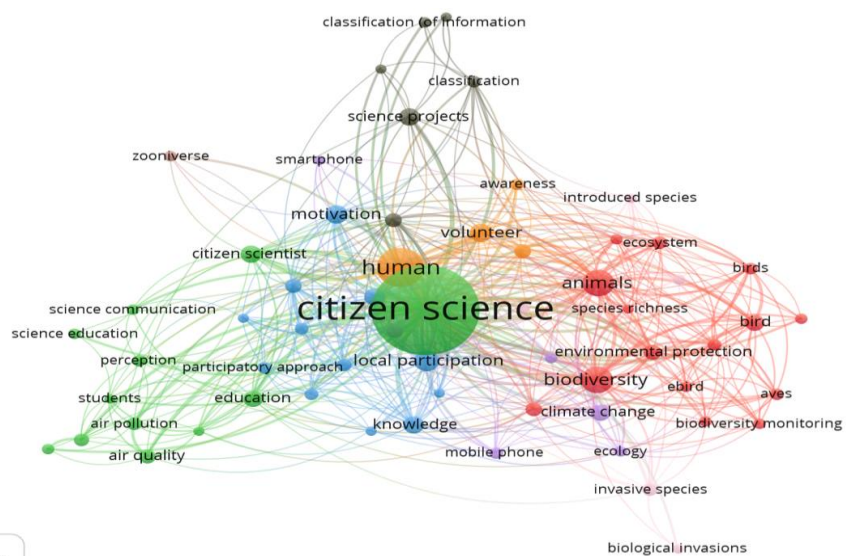 classification (of information
classification
science projects
zooniverse
smartphone
awareness
introduced species
motivation
volunteer
ecosystem
citizen scientist
human
birds
animals
citizen science
science communication
species richness
bird
science education
environmental protection
perception
participatory approach
local participation
biodiversity
ebird
aves
students
education
climate change
air pollution
knowledge
biodiversity monitoring
air quality
mobile phone
ecology
invasive species
biological invasions